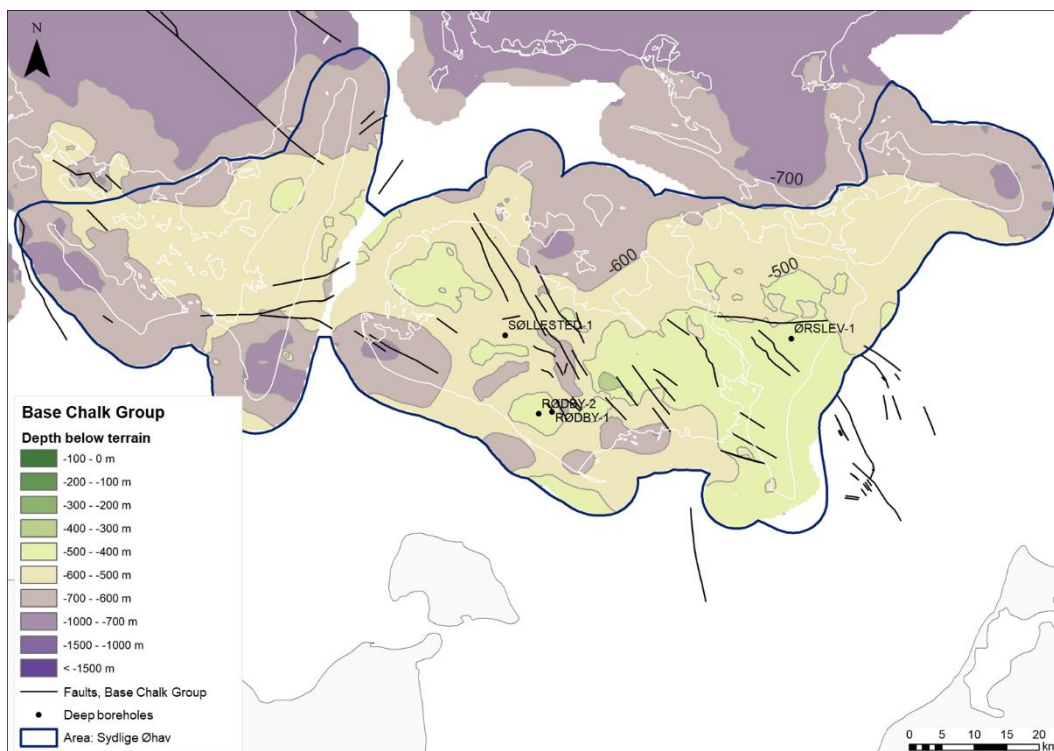 N
-700
-600
-500
SØLLESTED-1
ØRSLEV-1
RØDBY-2
RØDBY-1
Base Chalk Group
Depth below terrain
-100 - 0 m
-200 - -100 m
-300 - -200 m
-400 - -300 m
-500 - -400 m
-600 - -500 m
-700 - -600 m
-1000 - -700 m
-1500 - -1000 m
< -1500 m
Faults, Base Chalk Group
Deep boreholes
Area: Sydlige Øhav
0 5 10 15 20
km